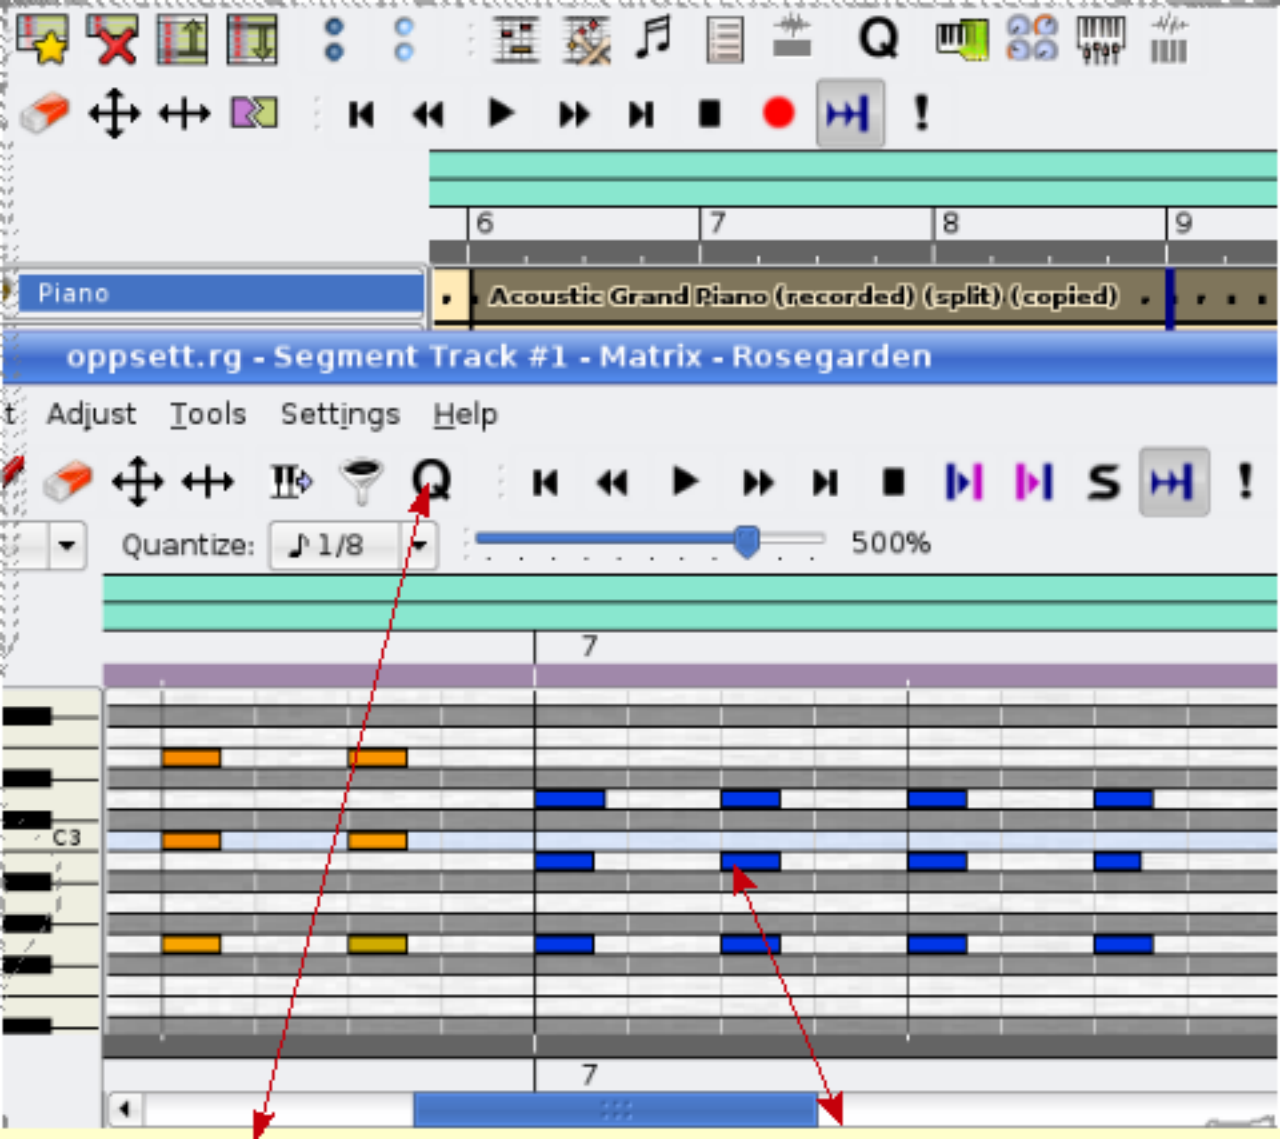 Q
!
6 7 8 9
Piano
Acoustic Grand Piano (recorded) (split) (copied)
oppsett.rg - Segment Track #1 - Matrix - Rosegarden
t Adjust Tools Settings Help
Q S !
Quantize: ♪ 1/8 500%
7
C3
7